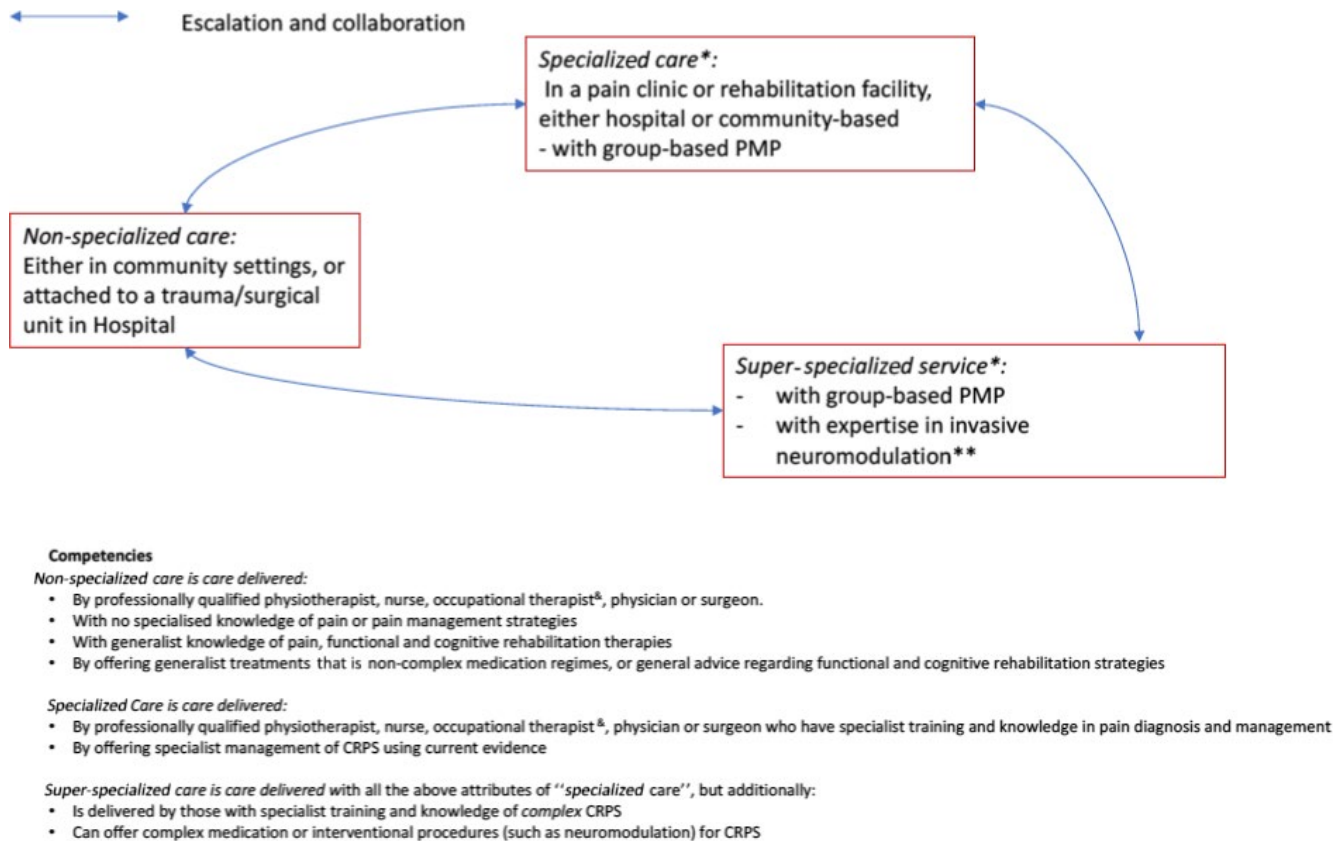 Escalation and collaboration
Specialized care*:
In a pain clinic or rehabilitation facility,
either hospital or community-based
- with group-based PMP
Non-specialized care:
Either in community settings, or
attached to a trauma/surgical
unit in Hospital
Super-specialized service*:
- with group-based PMP
- with expertise in invasive
neuromodulation**
Competencies
Non-specialized care is care delivered:
• By professionally qualified physiotherapist, nurse, occupational therapist&, physician or surgeon.
• With no specialised knowledge of pain or pain management strategies
• With generalist knowledge of pain, functional and cognitive rehabilitation therapies
• By offering generalist treatments that is non-complex medication regimes, or general advice regarding functional and cognitive rehabilitation strategies
Specialized Care is care delivered:
• By professionally qualified physiotherapist, nurse, occupational therapist&, physician or surgeon who have specialist training and knowledge in pain diagnosis and management
• By offering specialist management of CRPS using current evidence
Super-specialized care is care delivered with all the above attributes of ‘‘specialized care’’, but additionally:
• Is delivered by those with specialist training and knowledge of complex CRPS
• Can offer complex medication or interventional procedures (such as neuromodulation) for CRPS